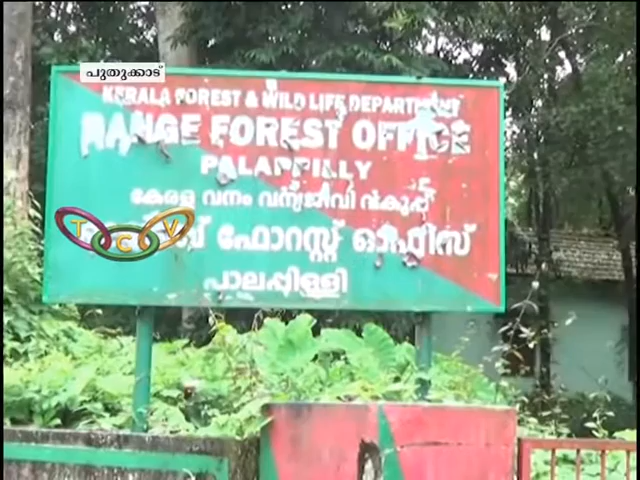 പുതുക്കാട്
KERALA FOREST & WILD LIFE DEPARTMENT
RANGE FOREST OFFICE
PALAPPILLY
കേരള വനം വന്യജീവി വകുപ്പ്
TCV
ഫോറസ്റ്റ് ഓഫീസ്
പാലപ്പിള്ളി